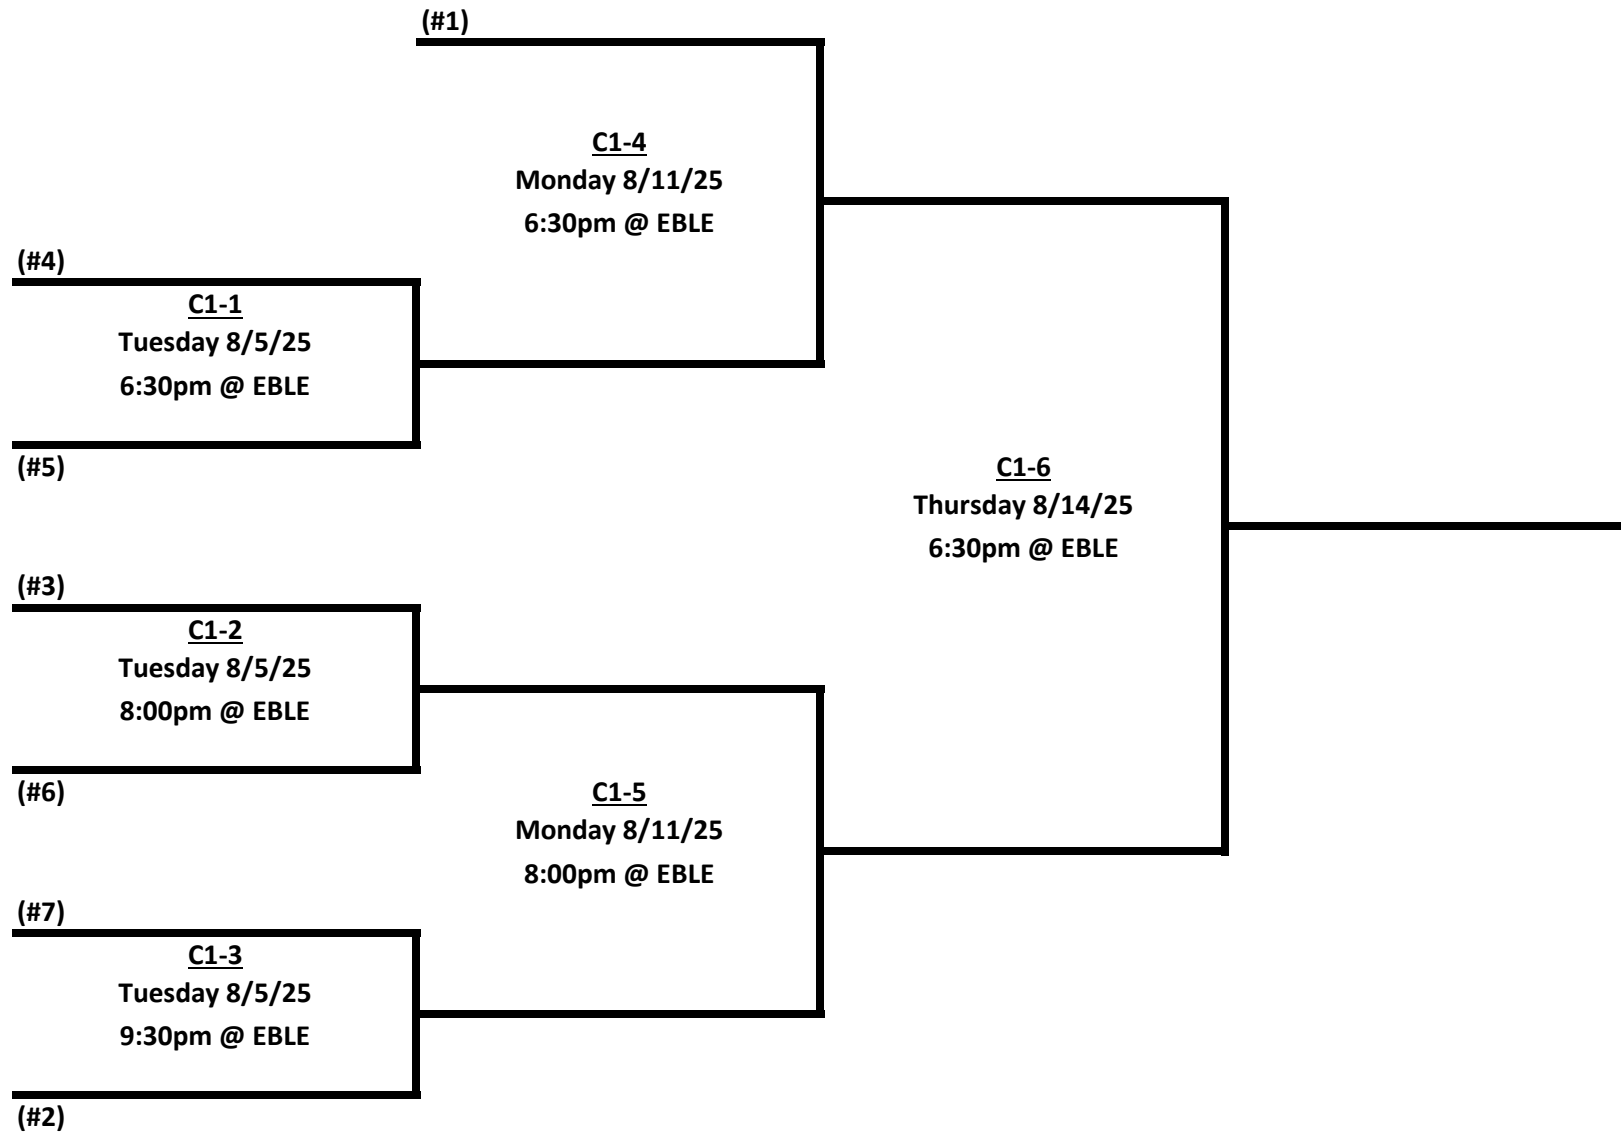 (#1)
C1-4
Monday 8/11/25
6:30pm @ EBLE
(#4)
C1-1
Tuesday 8/5/25
6:30pm @ EBLE
(#5)
C1-6
Thursday 8/14/25
6:30pm @ EBLE
(#3)
C1-2
Tuesday 8/5/25
8:00pm @ EBLE
(#6)
C1-5
Monday 8/11/25
8:00pm @ EBLE
(#7)
C1-3
Tuesday 8/5/25
9:30pm @ EBLE
(#2)